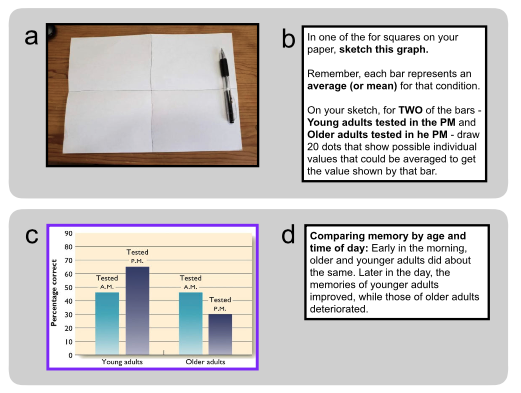 a
b
In one of the for squares on your
paper, sketch this graph.
Remember, each bar represents an
average (or mean) for that condition.
On your sketch, for TWO of the bars -
Young adults tested in the PM and
Older adults tested in he PM - draw
20 dots that show possible individual
values that could be averaged to get
the value shown by that bar.
c
Percentage correct
90
80
70
60
50
40
30
20
10
0
Tested
A.M.
Tested
P.M.
Tested
A.M.
Tested
P.M.
Young adults
Older adults
d
Comparing memory by age and
time of day: Early in the morning,
older and younger adults did about
the same. Later in the day, the
memories of younger adults
improved, while those of older adults
deteriorated.